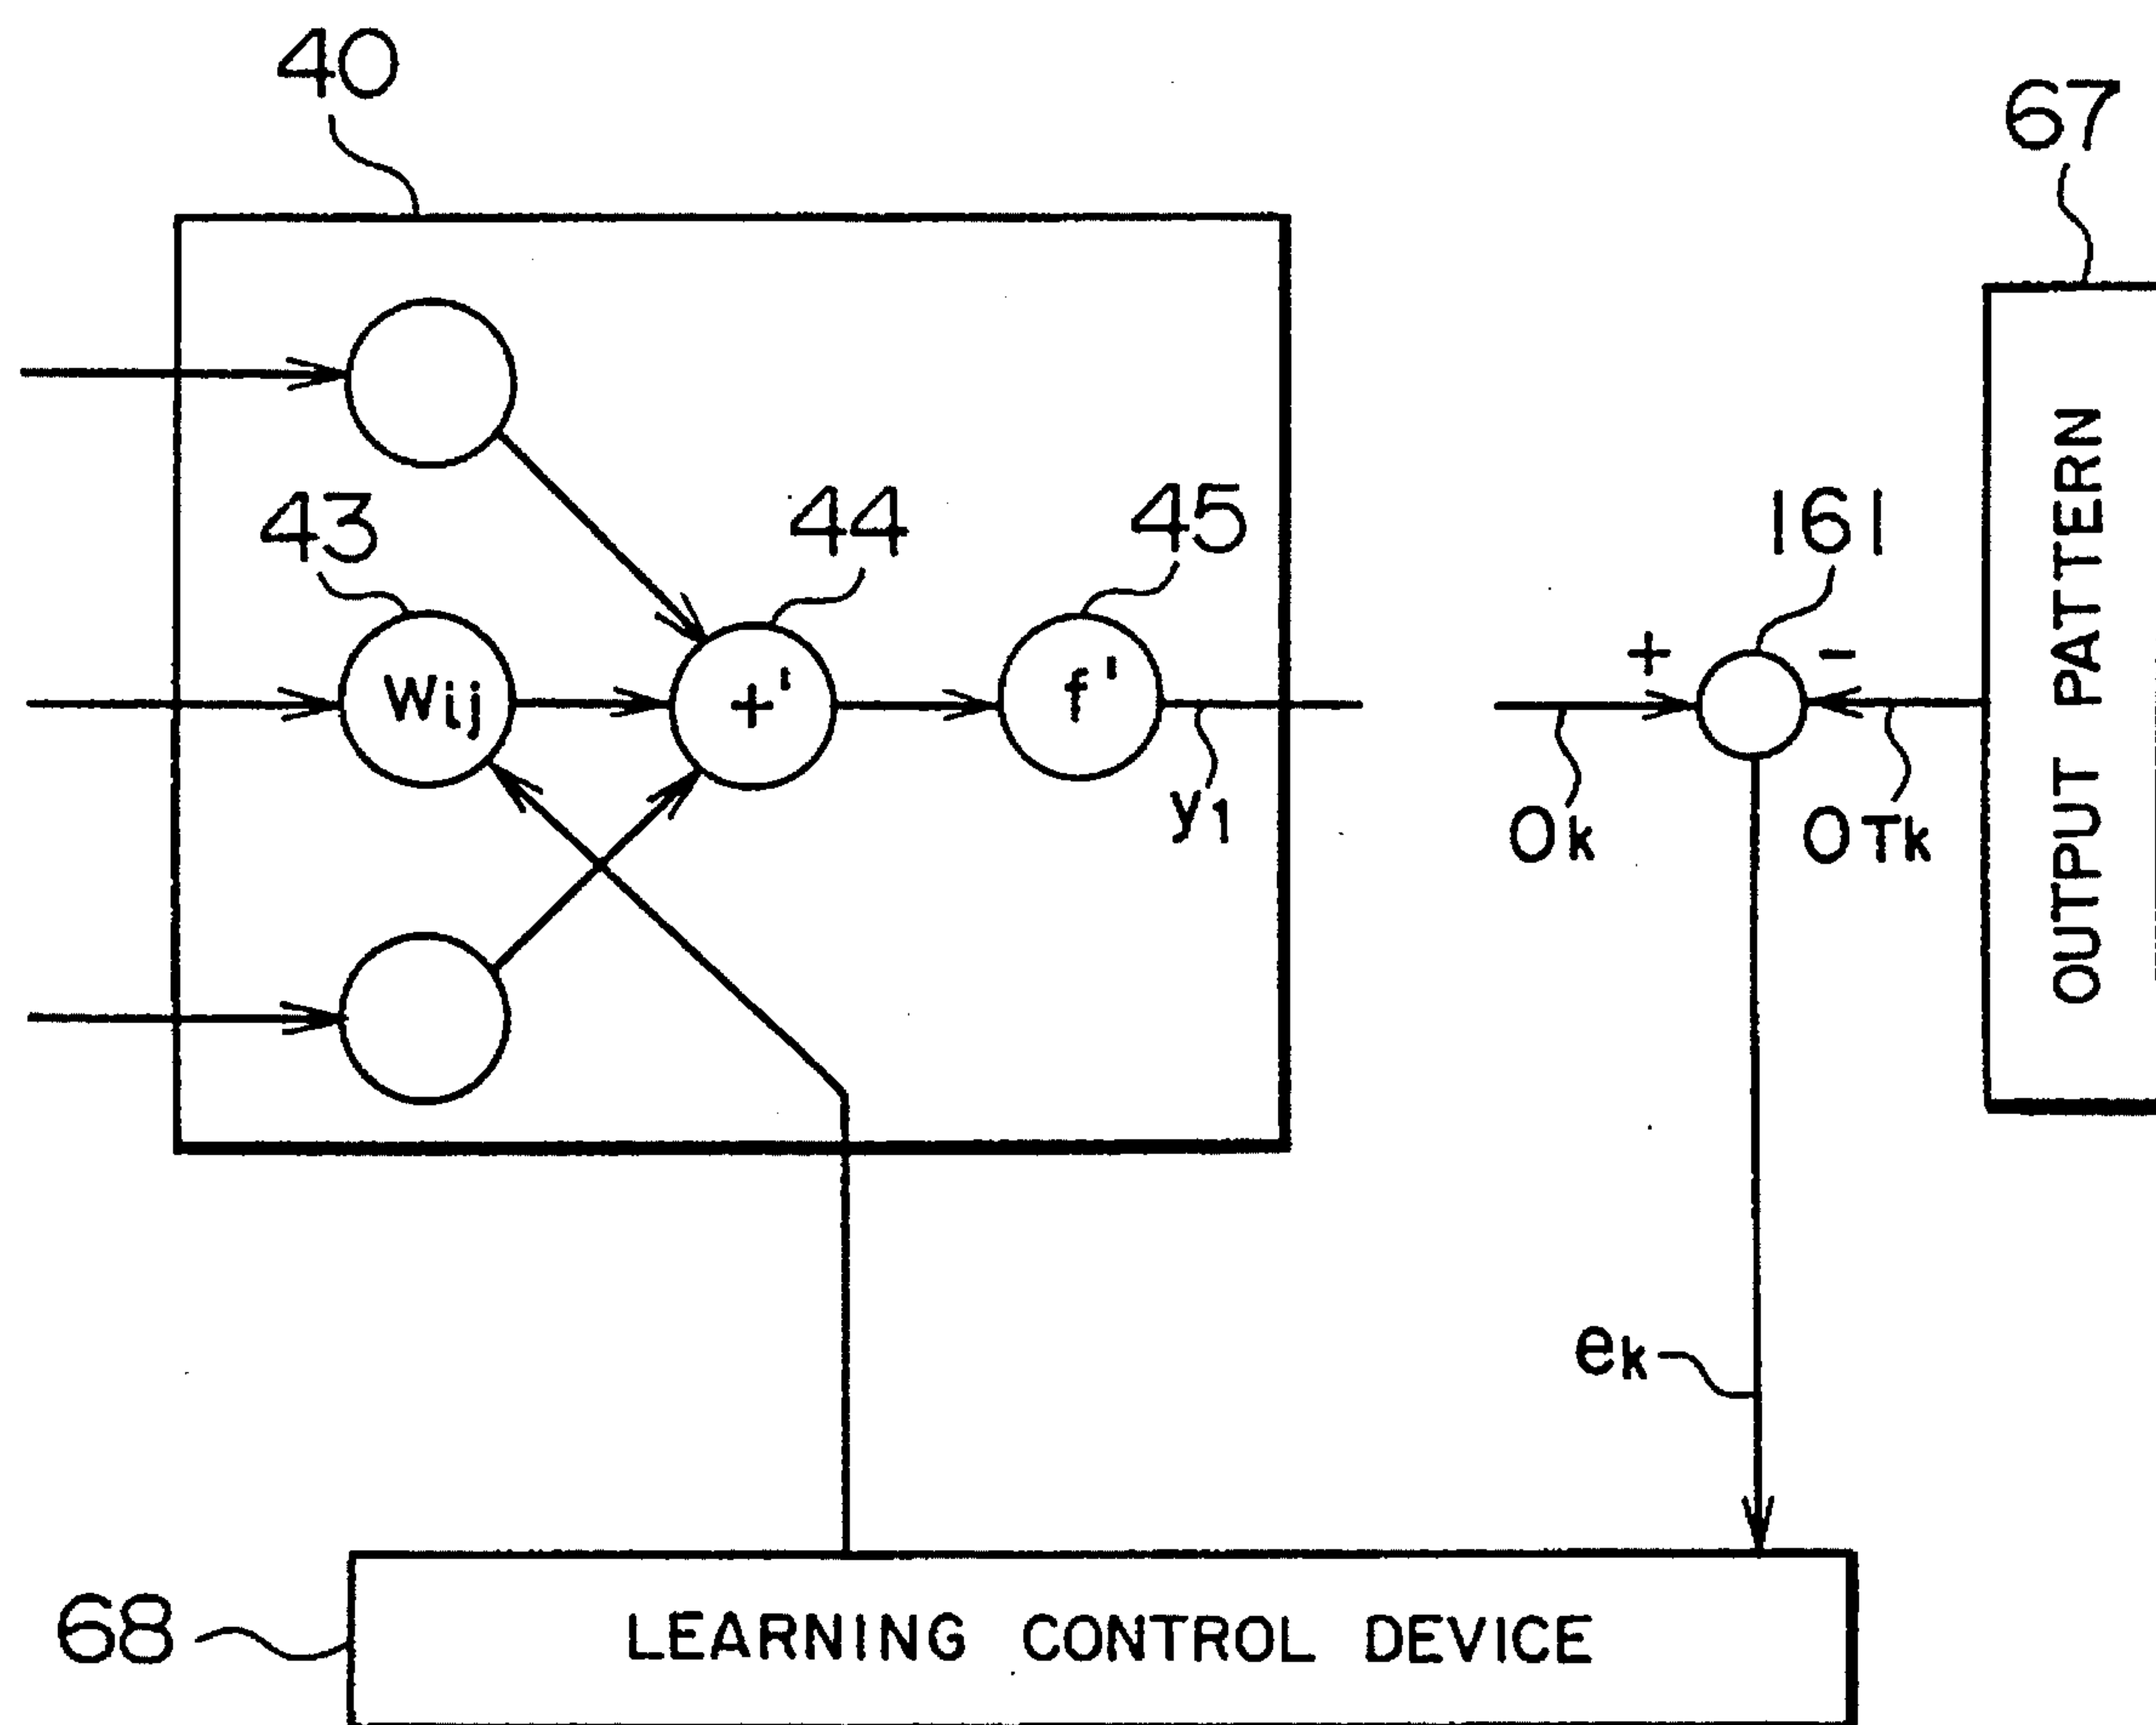 40
67
43
44
45
161
+
-
Wij
+'
f'
y1
Ok
OTk
OUTPUT PATTERN
ek
68
LEARNING CONTROL DEVICE